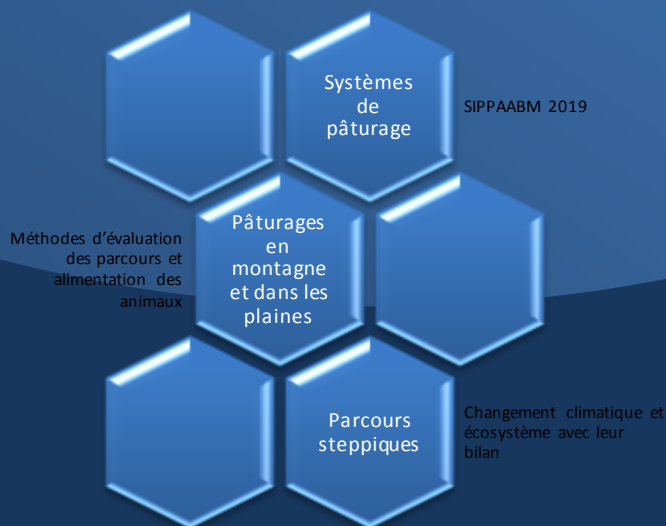 Systèmes
de
pâturage
SIPPAABM 2019
Méthodes d’évaluation
des parcours et
alimentation des
animaux
Pâturages
en
montagne
et dans les
plaines
Parcours
steppiques
Changement climatique et
écosystème avec leur
bilan